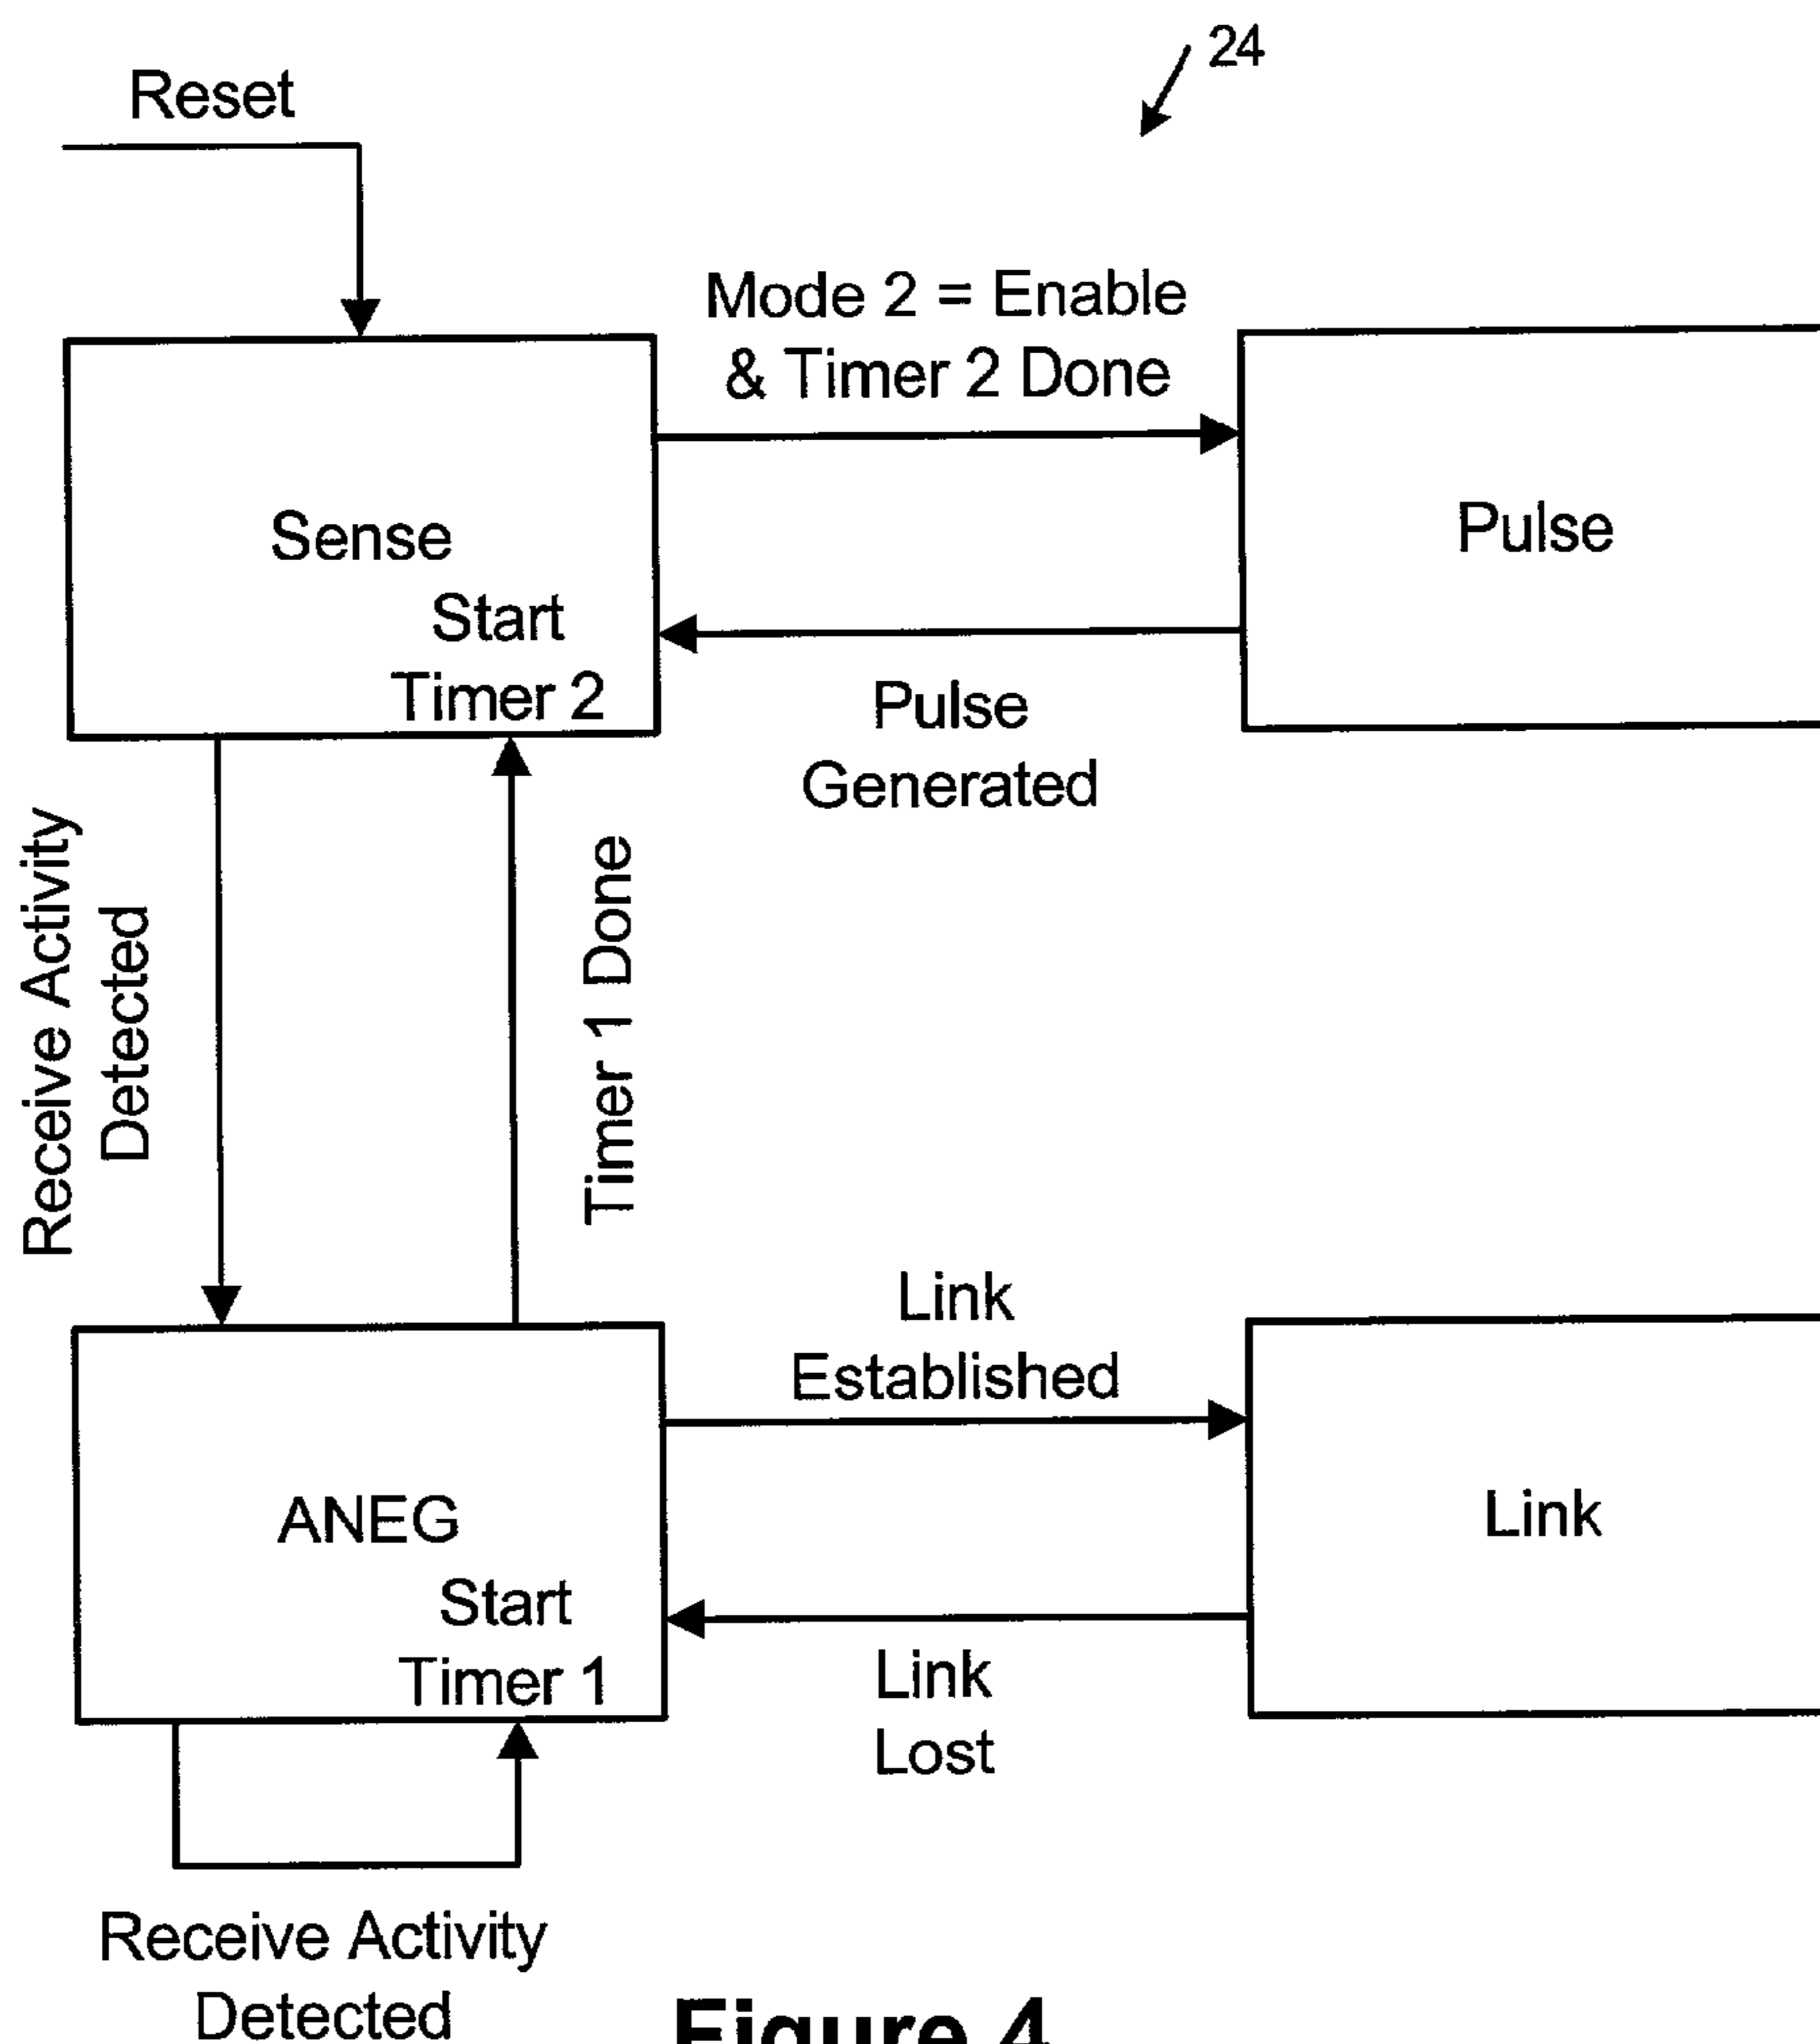 24
Reset
Mode 2 = Enable
& Timer 2 Done
Sense
Start
Timer 2
Pulse
Pulse
Generated
Receive Activity
Detected
Timer 1 Done
Link
Established
ANEG
Start
Timer 1
Link
Link
Lost
Receive Activity
Detected
Figure 4